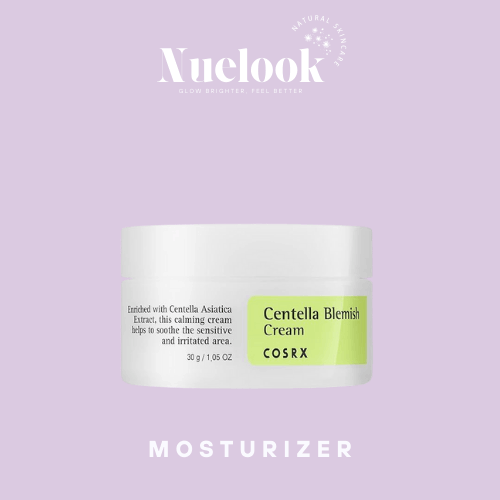 NATURAL SKINCARE
Nuelook
GLOW BRIGHTER, FEEL BETTER
Enriched with Centella Asiatica
Extract, this calming cream
helps to soothe the sensitive
and irritated area.
30 g / 1,05 OZ
Centella Blemish
Cream
COSRX
MOSTURIZER